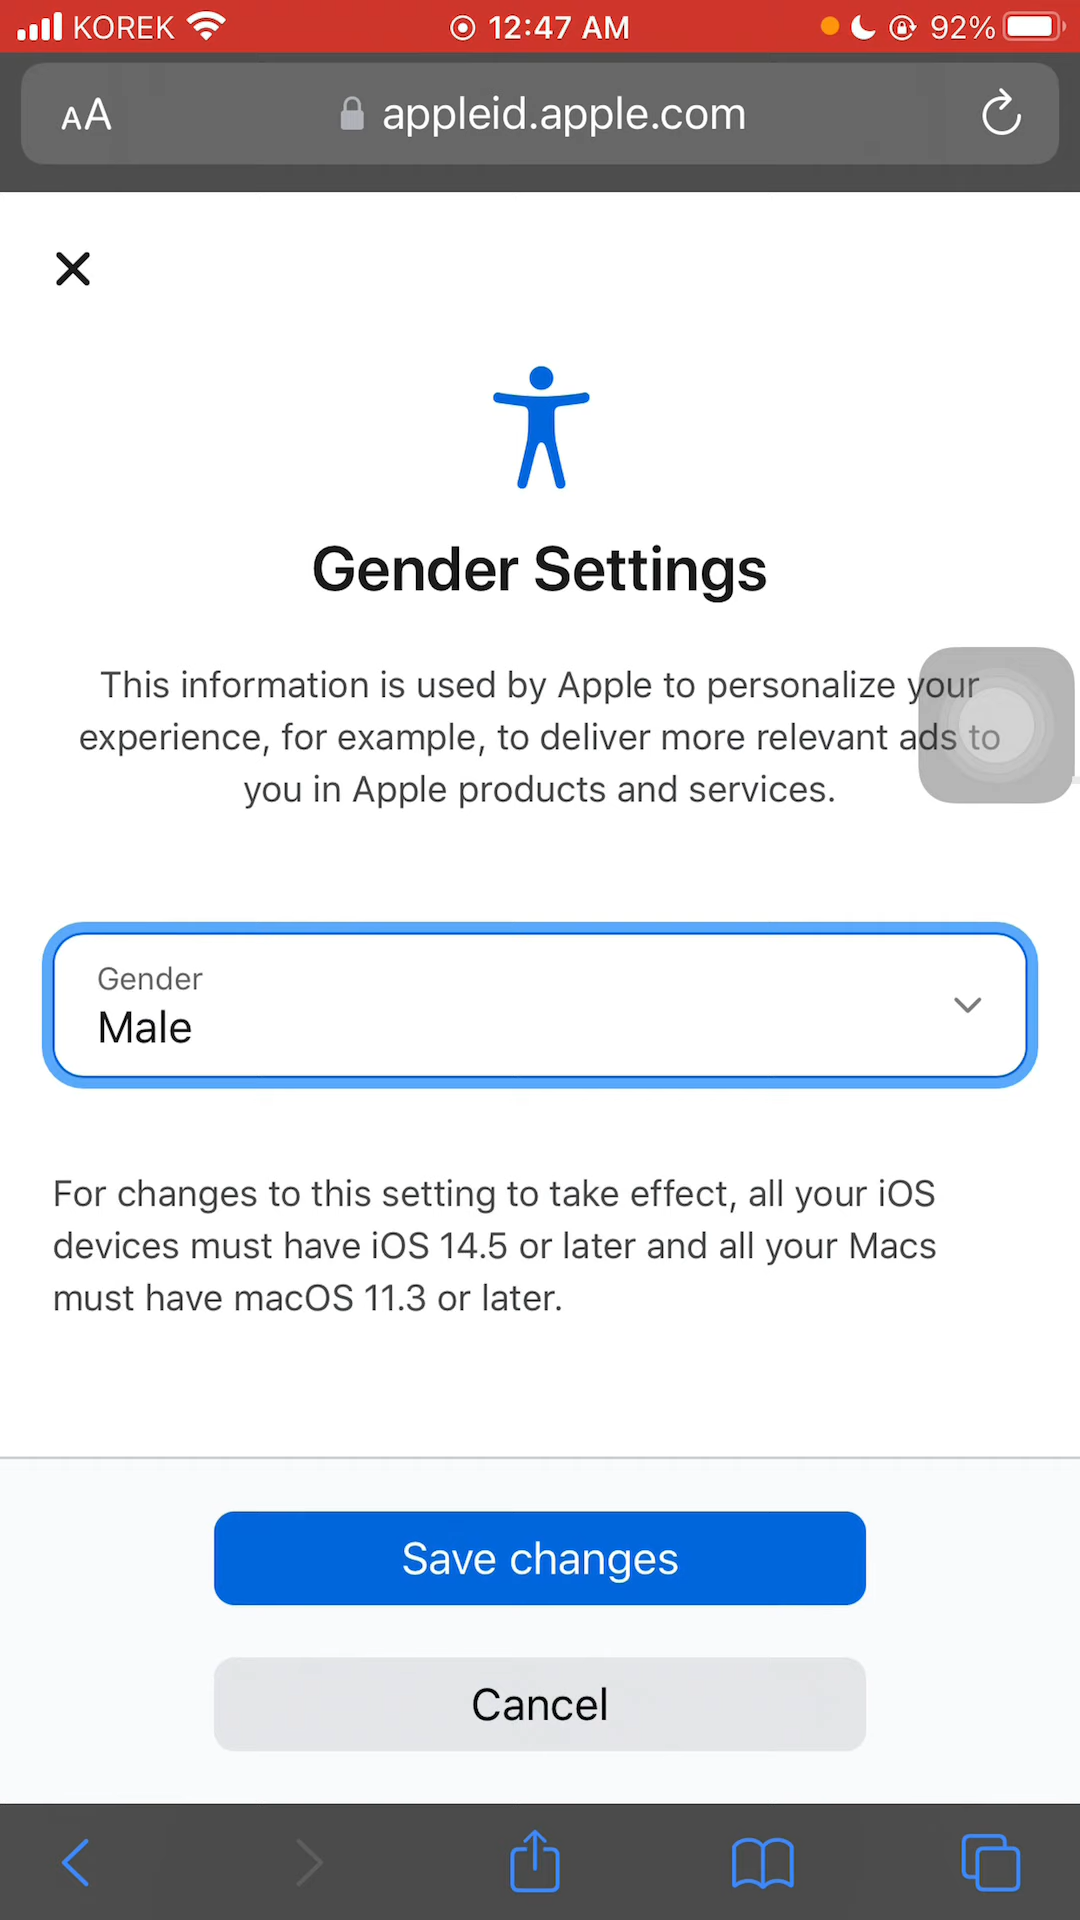 KOREK 12:47 AM 92%
AA appleid.apple.com
Gender Settings
This information is used by Apple to personalize your
experience, for example, to deliver more relevant ads to
you in Apple products and services.
Gender
Male
For changes to this setting to take effect, all your iOS
devices must have iOS 14.5 or later and all your Macs
must have macOS 11.3 or later.
Save changes
Cancel